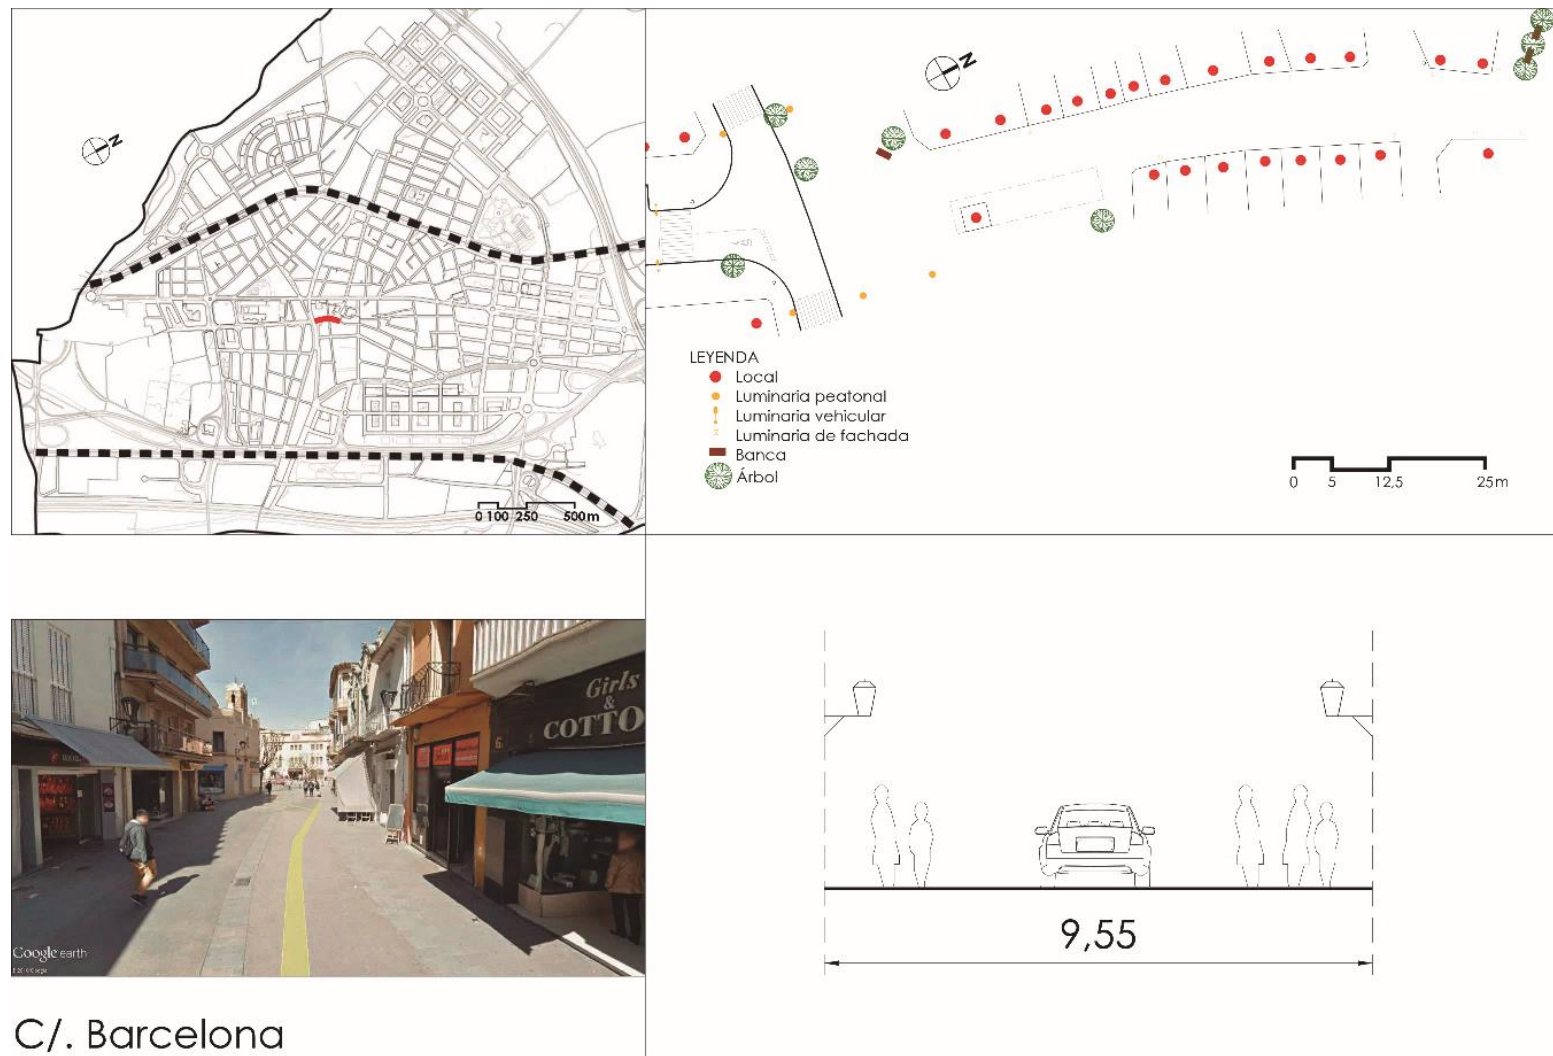 N
0 100 250 500m
N
LEYENDA
Local
Luminaria peatonal
Luminaria vehicular
Luminaria de fachada
Banca
Árbol
0 5 12,5 25m
Girls
&
COTTO
6
Google earth
9,55
C/. Barcelona